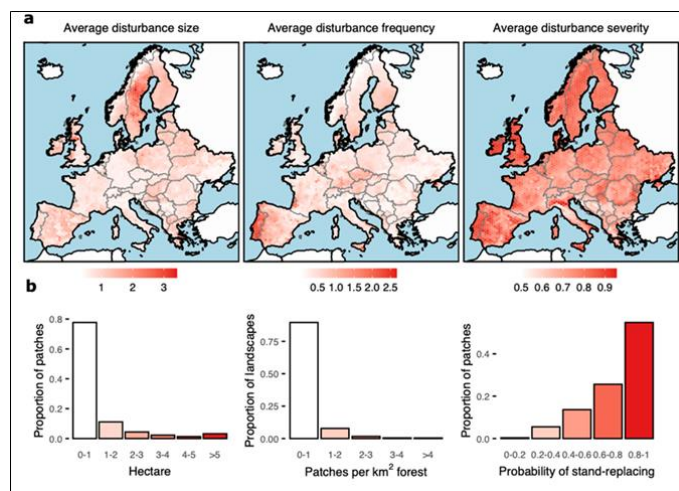 a
Average disturbance size
Average disturbance frequency
Average disturbance severity
1 2 3
0.5 1.0 1.5 2.0 2.5
0.5 0.6 0.7 0.8 0.9
b
Proportion of patches
0.8
0.6
0.4
0.2
0.0
0-1 1-2 2-3 3-4 4-5 >5
Hectare
Proportion of landscapes
0.75
0.50
0.25
0.00
0-1 1-2 2-3 3-4 >4
Patches per km² forest
Proportion of patches
0.4
0.2
0.0
0-0.2 0.2-0.4 0.4-0.6 0.6-0.8 0.8-1
Probability of stand-replacing